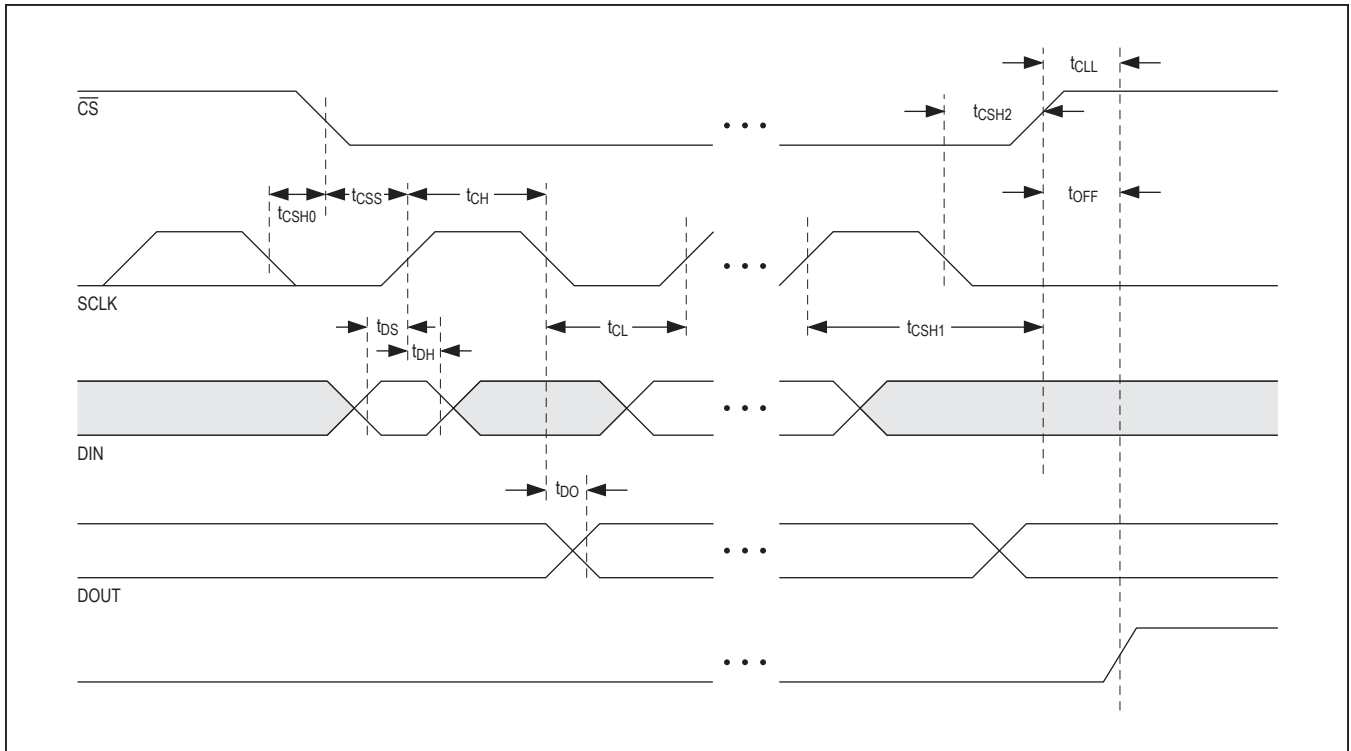 tCLL
CS
tCSH2
tCSS
tCH
tOFF
tCSH0
SCLK
tDS
tCL
tCSH1
tDH
DIN
tDO
DOUT